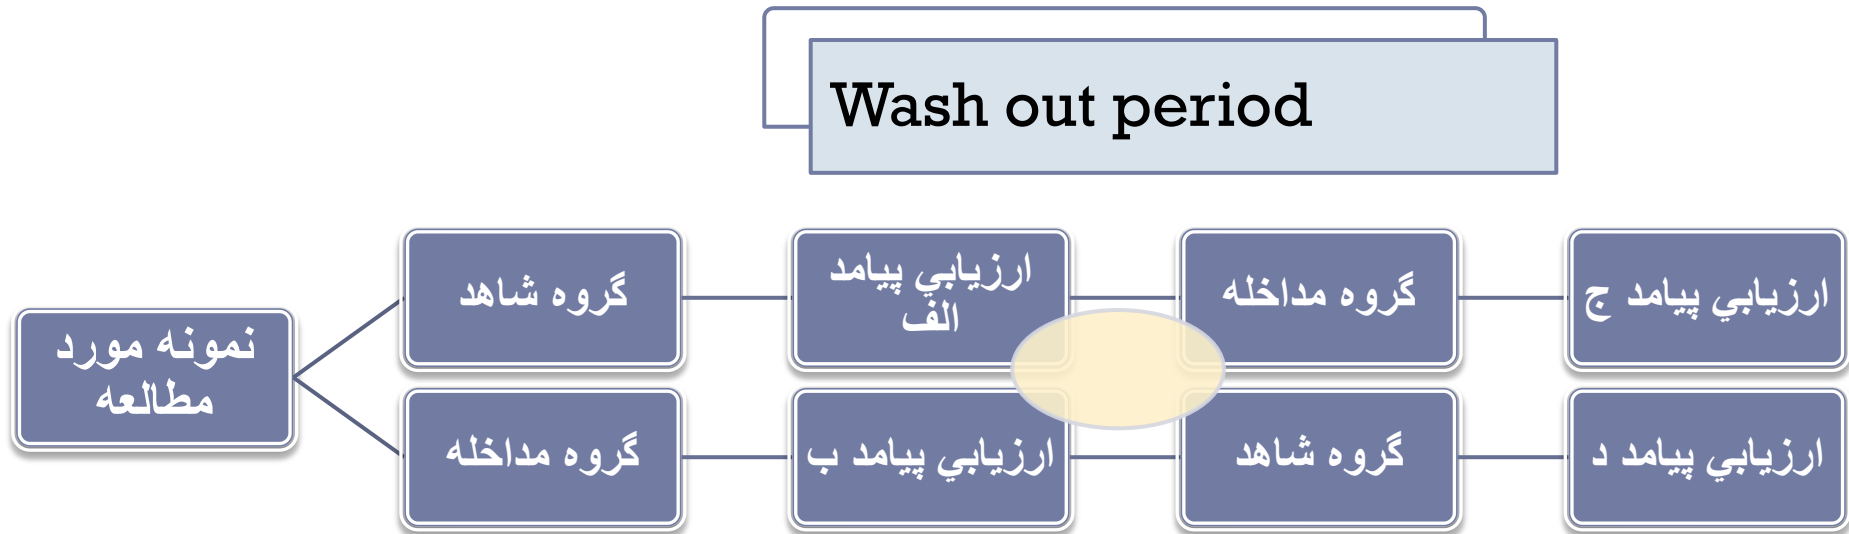 Wash out period
نمونه مورد
مطالعه
گروه شاهد
ارزيابي پيامد
الف
گروه مداخله
ارزيابي پيامد ج
گروه مداخله
ارزيابي پيامد ب
گروه شاهد
ارزيابي پيامد د